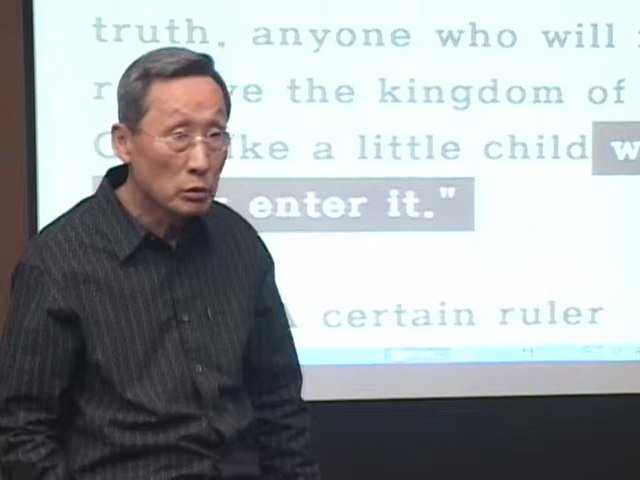 truth, anyone who will
the kingdom of
like a little child
enter it."
certain ruler